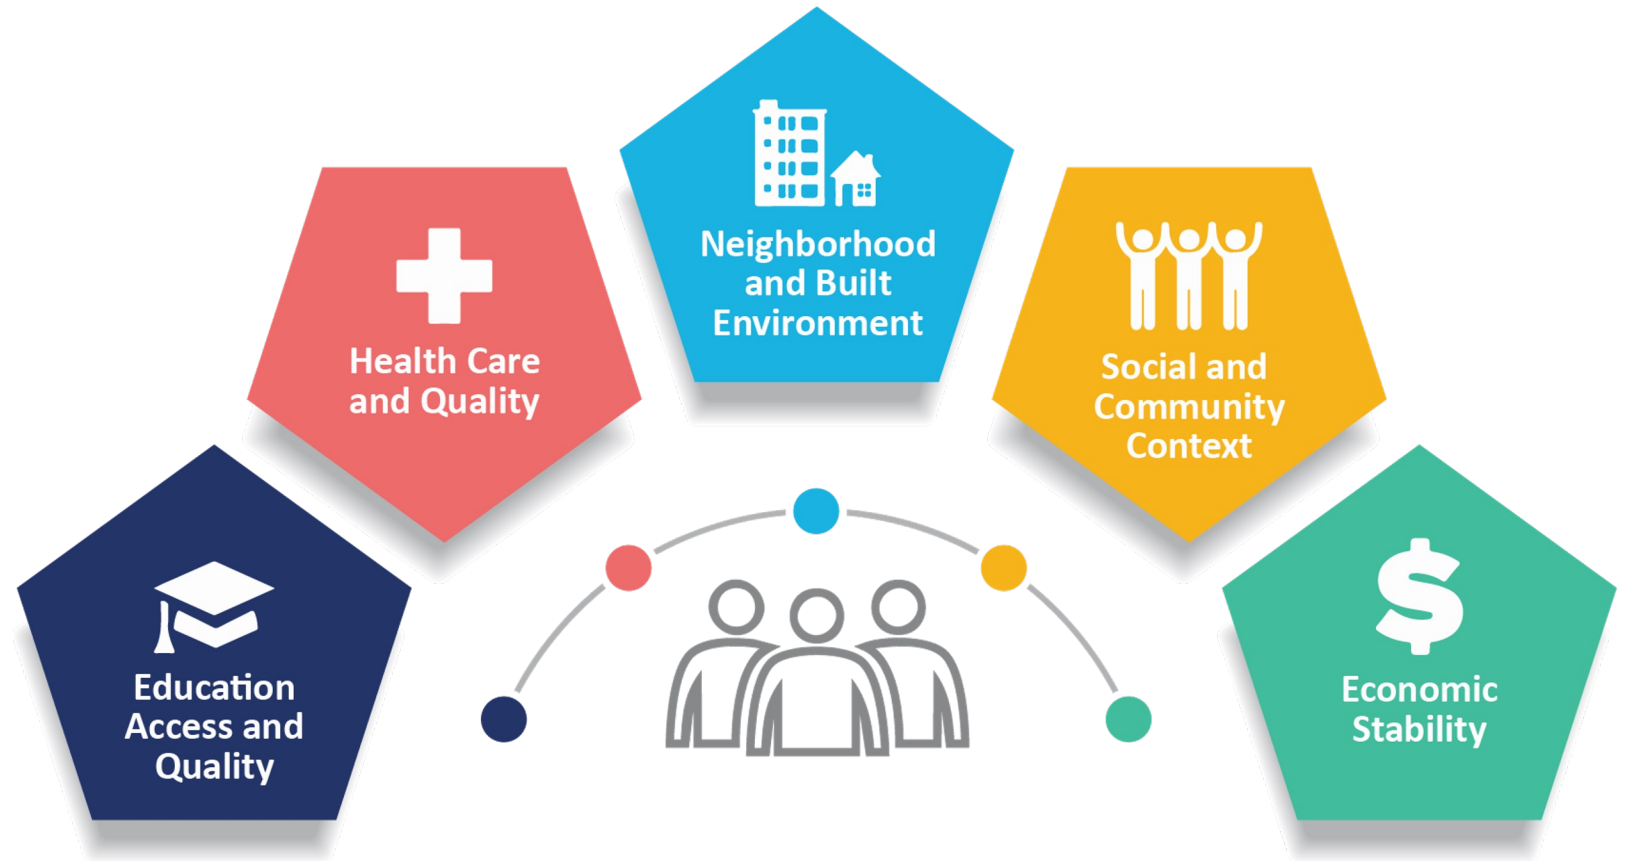 Education
Access and
Quality
Health Care
and Quality
Neighborhood
and Built
Environment
Social and
Community
Context
Economic
Stability